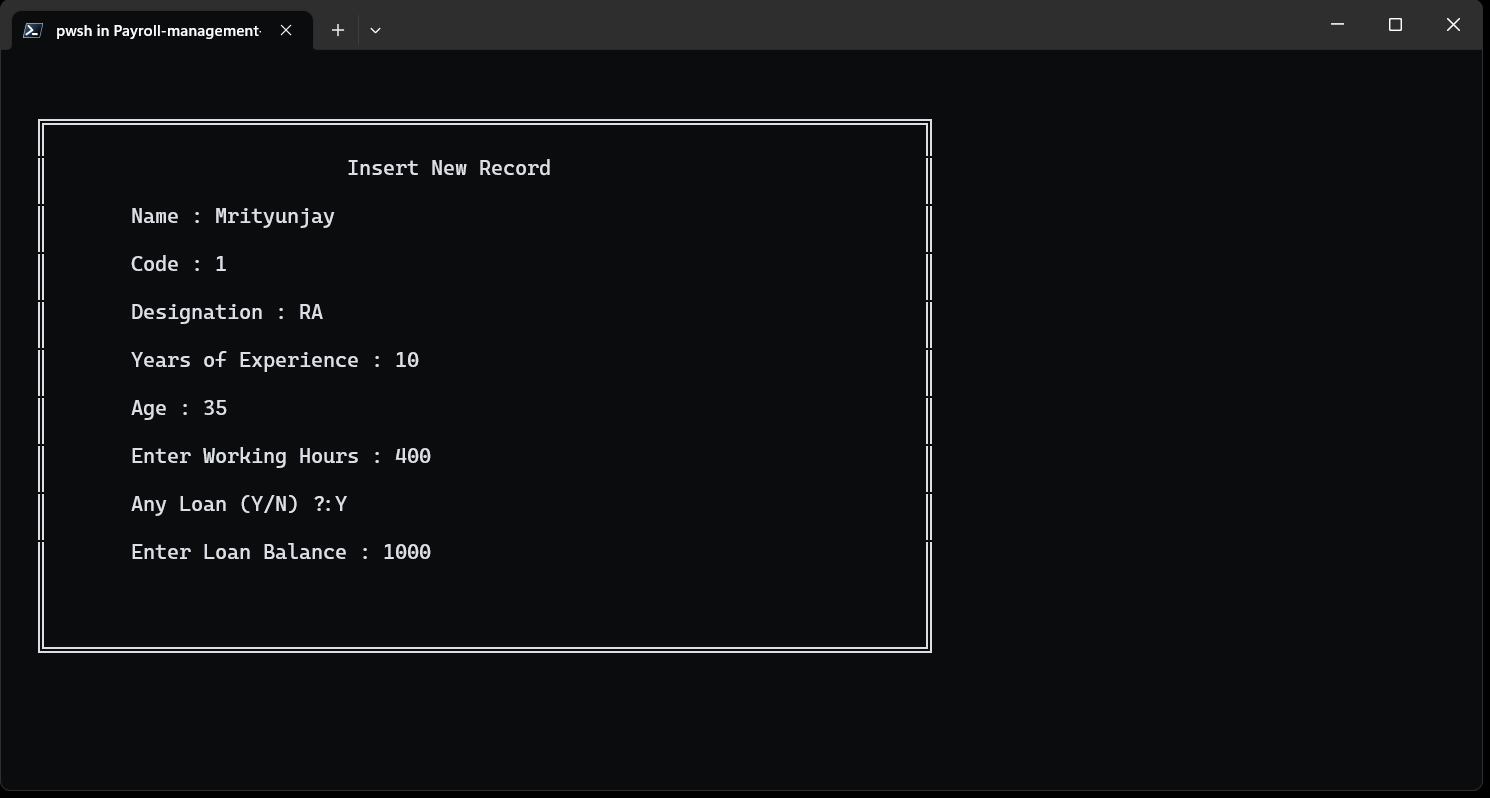 pwsh in Payroll-management
Insert New Record
Name : Mrityunjay
Code : 1
Designation : RA
Years of Experience : 10
Age : 35
Enter Working Hours : 400
Any Loan (Y/N) ?:Y
Enter Loan Balance : 1000